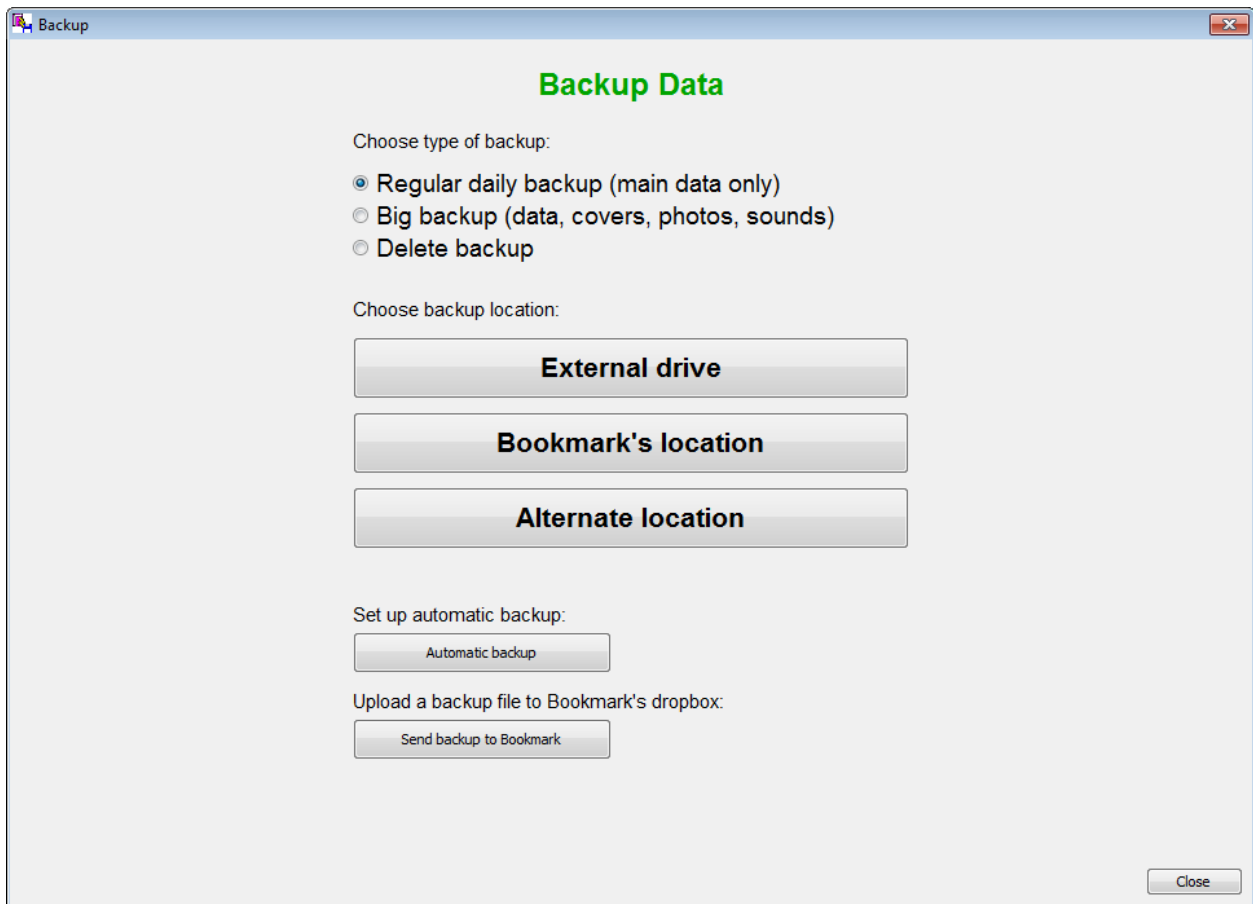 Backup
Backup Data
Choose type of backup:
Regular daily backup (main data only)
Big backup (data, covers, photos, sounds)
Delete backup
Choose backup location:
External drive
Bookmark's location
Alternate location
Set up automatic backup:
Automatic backup
Upload a backup file to Bookmark's dropbox:
Send backup to Bookmark
Close